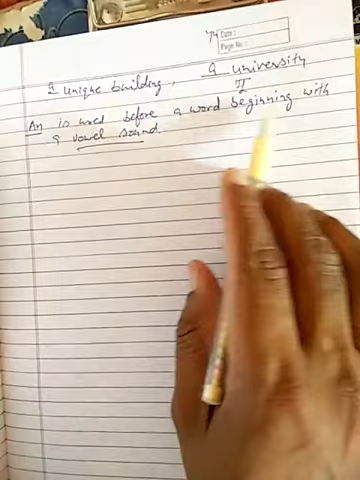 Date :
Page No :
a unique building, a university
An is used before a word beginning with
a vowel sound.